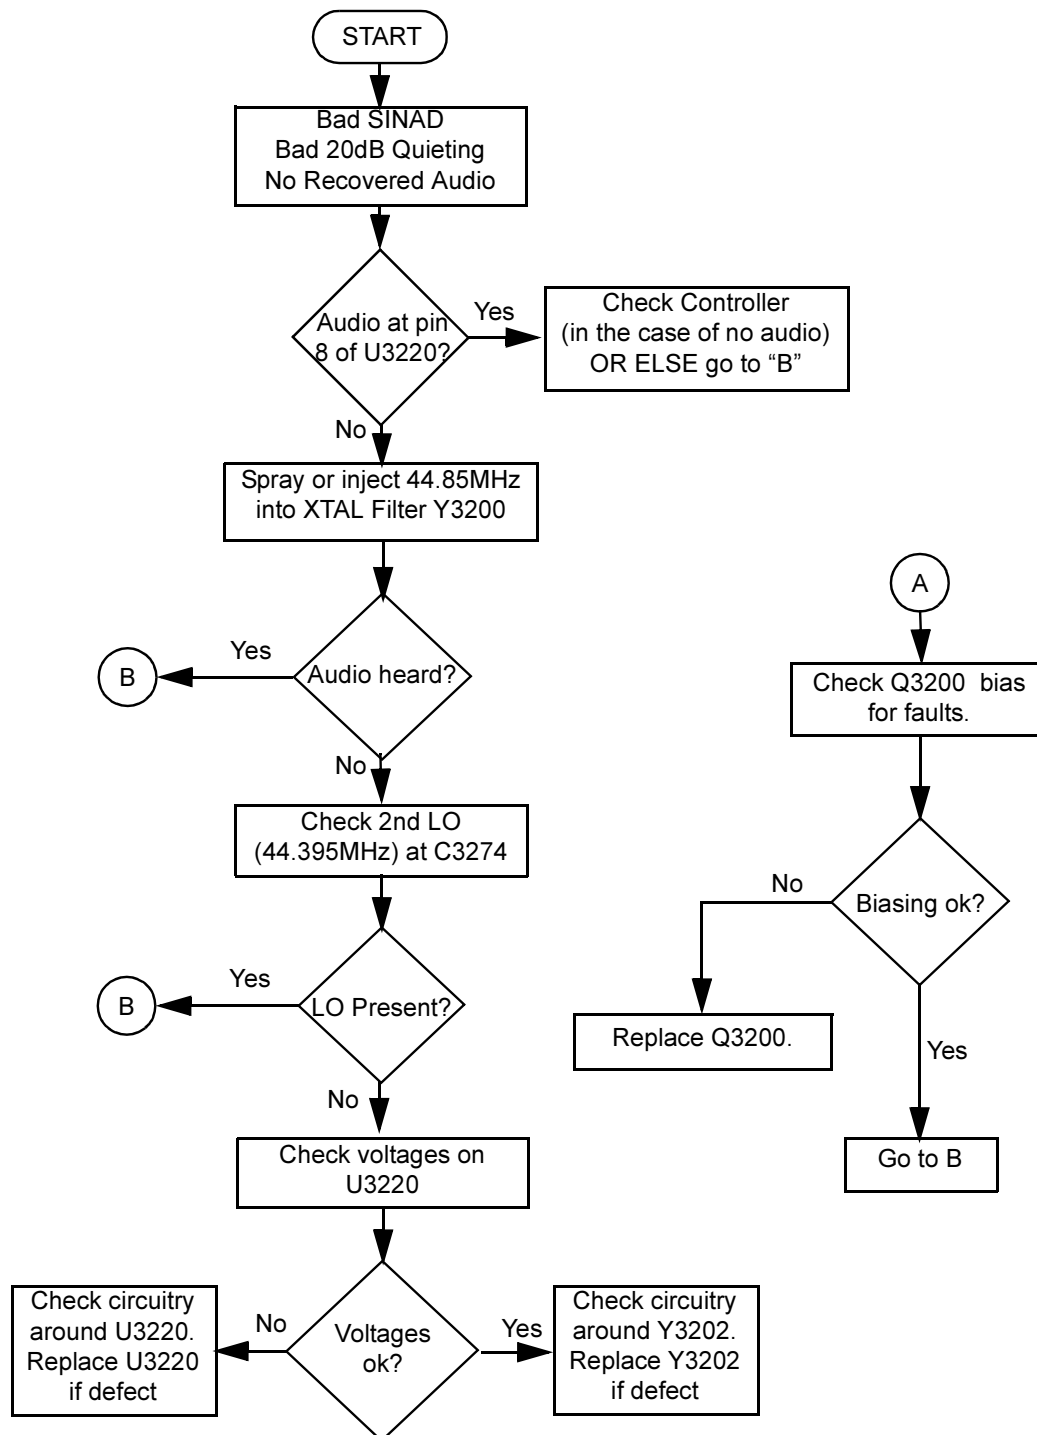 START
Bad SINAD
Bad 20dB Quieting
No Recovered Audio
Audio at pin
8 of U3220?
Yes
Check Controller
(in the case of no audio)
OR ELSE go to “B”
No
Spray or inject 44.85MHz
into XTAL Filter Y3200
Audio heard?
Yes
B
No
Check 2nd LO
(44.395MHz) at C3274
LO Present?
Yes
B
No
Check voltages on
U3220
Voltages
ok?
No
Check circuitry
around U3220.
Replace U3220
if defect
Yes
Check circuitry
around Y3202.
Replace Y3202
if defect
A
Check Q3200 bias
for faults.
Biasing ok?
No
Replace Q3200.
Yes
Go to B